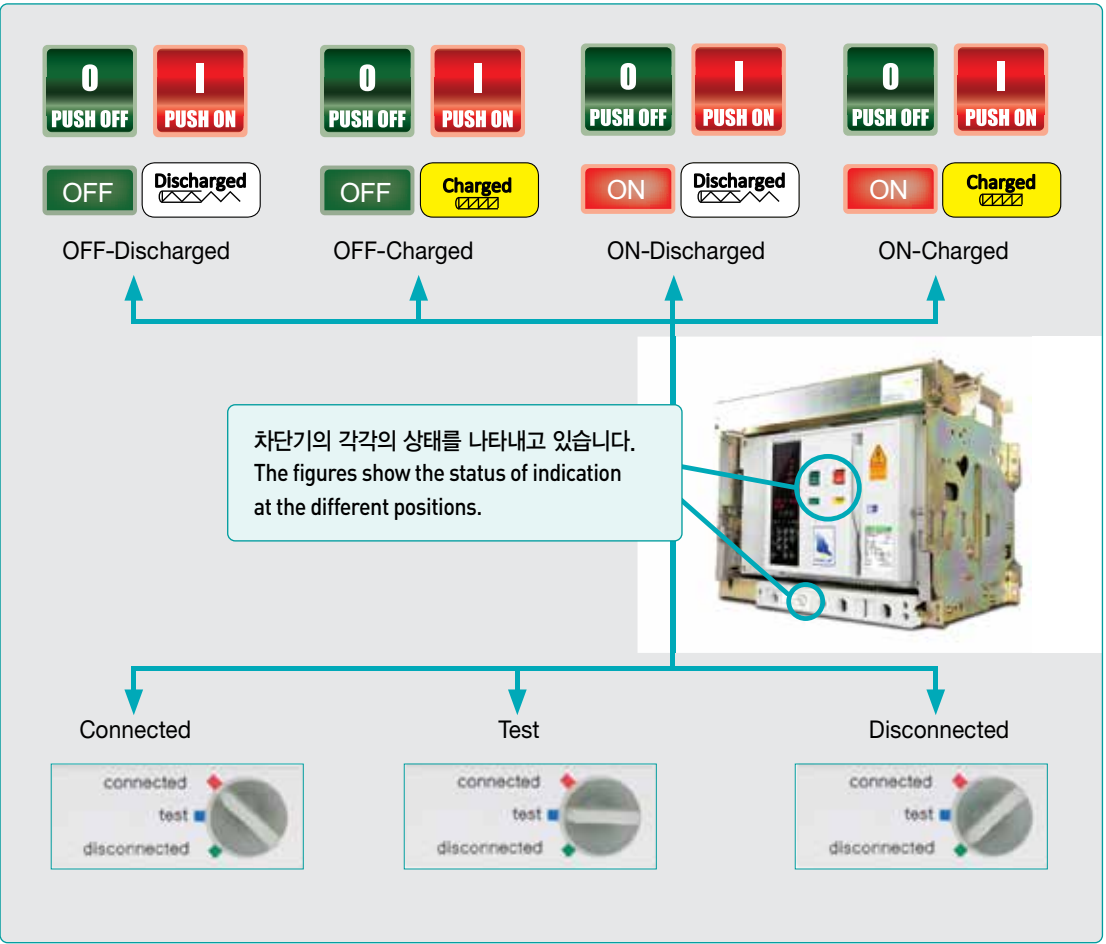 0 I 0 I 0 I 0 I
PUSH OFF PUSH ON PUSH OFF PUSH ON PUSH OFF PUSH ON PUSH OFF PUSH ON
OFF Discharged OFF Charged ON Discharged ON Charged
OFF-Discharged OFF-Charged ON-Discharged ON-Charged
차단기의 각각의 상태를 나타내고 있습니다.
The figures show the status of indication
at the different positions.
Connected Test Disconnected
connected connected connected
test test test
disconnected disconnected disconnected